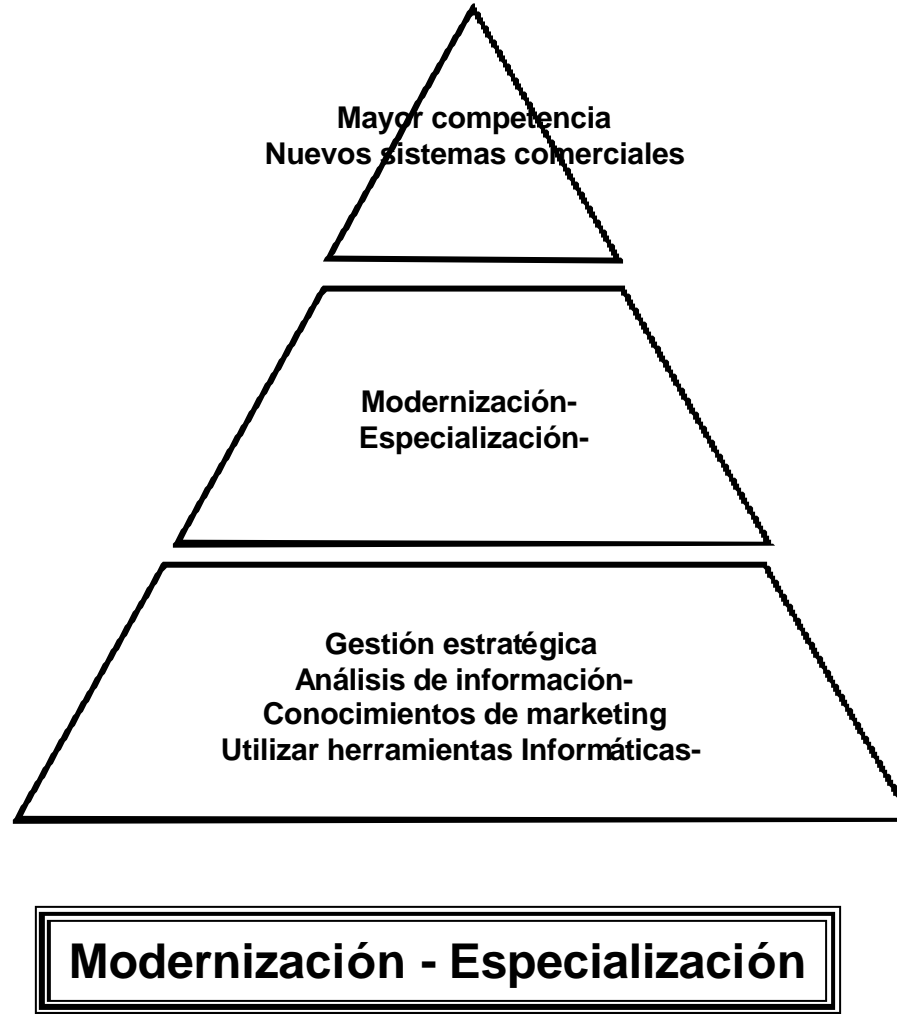 Mayor competencia
Nuevos sistemas comerciales
Modernización-
Especialización-
Gestión estratégica
Análisis de información-
Conocimientos de marketing
Utilizar herramientas Informáticas-
Modernización - Especialización